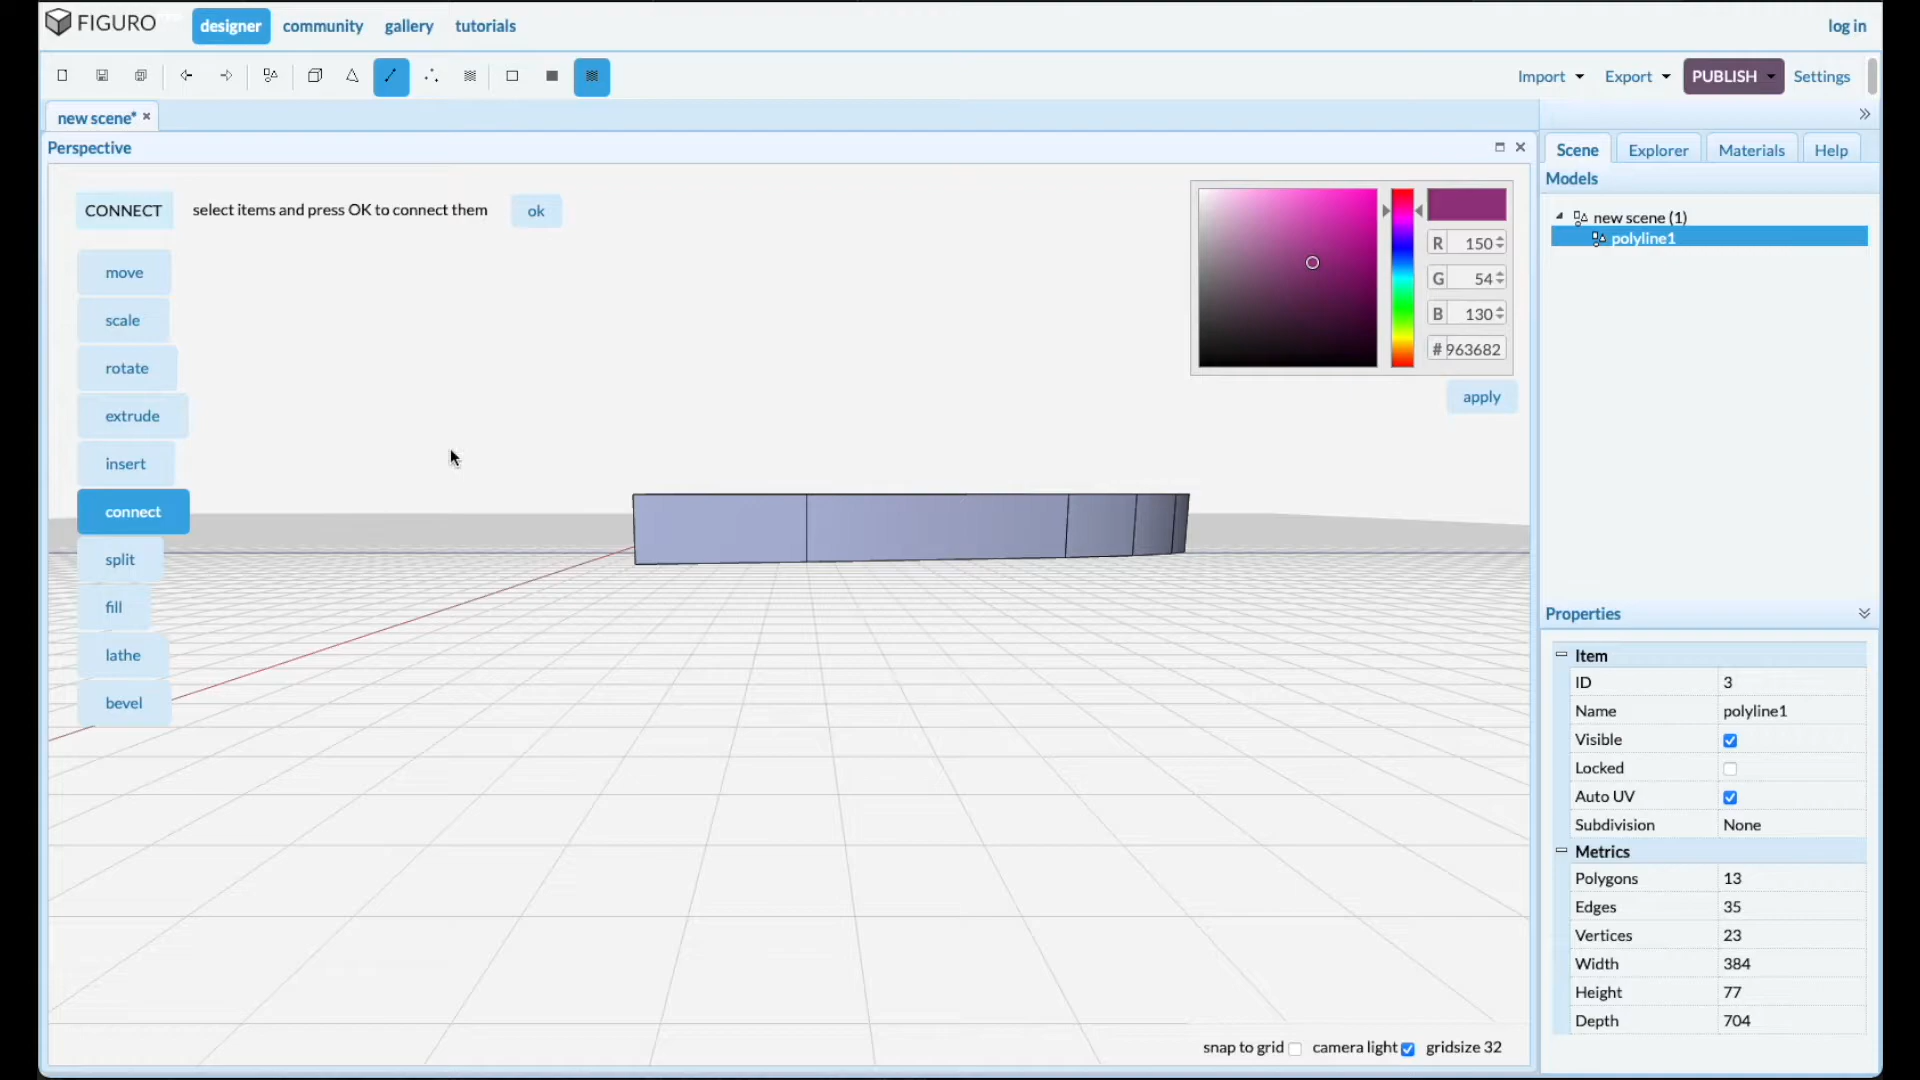 FIGURO
designer
community
gallery
tutorials
log in
Import
Export
PUBLISH
Settings
new scene*
Perspective
CONNECT
select items and press OK to connect them
ok
move
scale
rotate
extrude
insert
connect
split
fill
lathe
bevel
R 150
G 54
B 130
# 963682
apply
snap to grid
camera light
gridsize 32
Scene
Explorer
Materials
Help
Models
new scene (1)
polyline1
Properties
Item
ID 3
Name polyline1
Visible
Locked
Auto UV
Subdivision None
Metrics
Polygons 13
Edges 35
Vertices 23
Width 384
Height 77
Depth 704